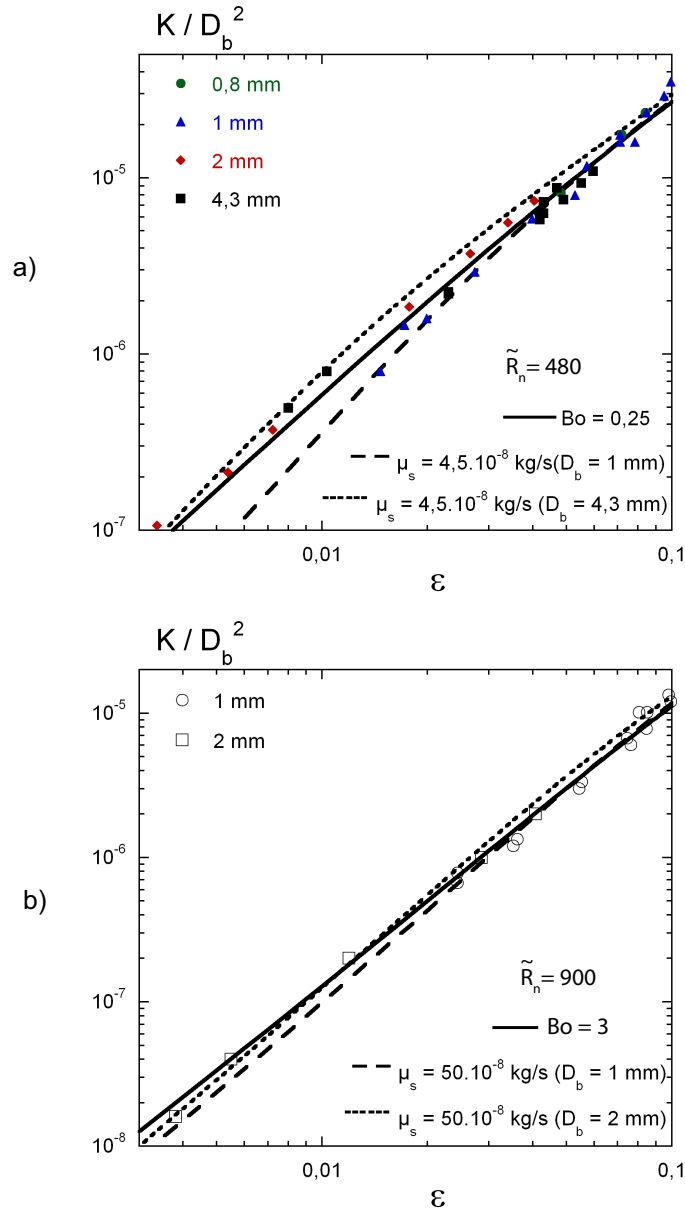 K / D_b^2
0,8 mm
1 mm
2 mm
4,3 mm
10^-5
a)
10^-6
R̃_n = 480
Bo = 0,25
μ_s = 4,5.10^-8 kg/s(D_b = 1 mm)
μ_s = 4,5.10^-8 kg/s (D_b = 4,3 mm)
10^-7
0,01 0,1
ε
K / D_b^2
1 mm
2 mm
10^-5
10^-6
b)
10^-7
R̃_n = 900
Bo = 3
μ_s = 50.10^-8 kg/s (D_b = 1 mm)
μ_s = 50.10^-8 kg/s (D_b = 2 mm)
10^-8
0,01 0,1
ε